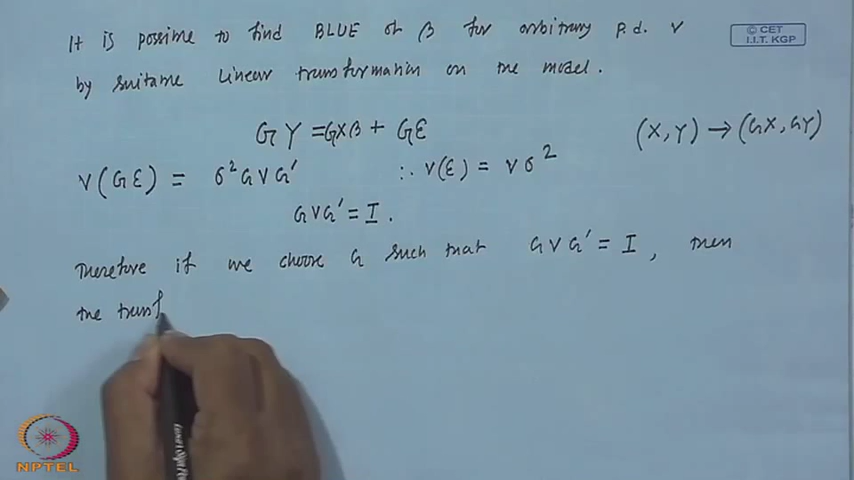 It is possible to find BLUE of β for arbitrary p.d. V
© CET
I.I.T. KGP
by suitable linear transformation on the model.
GY = GXβ + Gε
(X, Y) → (GX, GY)
V(Gε) = σ²GVG' ∴ V(ε) = Vσ²
GVG' = I.
Therefore if we choose G such that GVG' = I, then
the transf
NPTEL